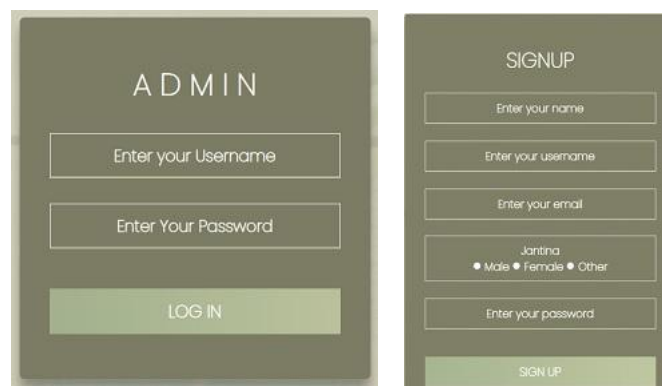 ADMIN
Enter your Username
Enter Your Password
LOG IN
SIGNUP
Enter your name
Enter your username
Enter your email
Jantina
Male Female Other
Enter your password
SIGN UP